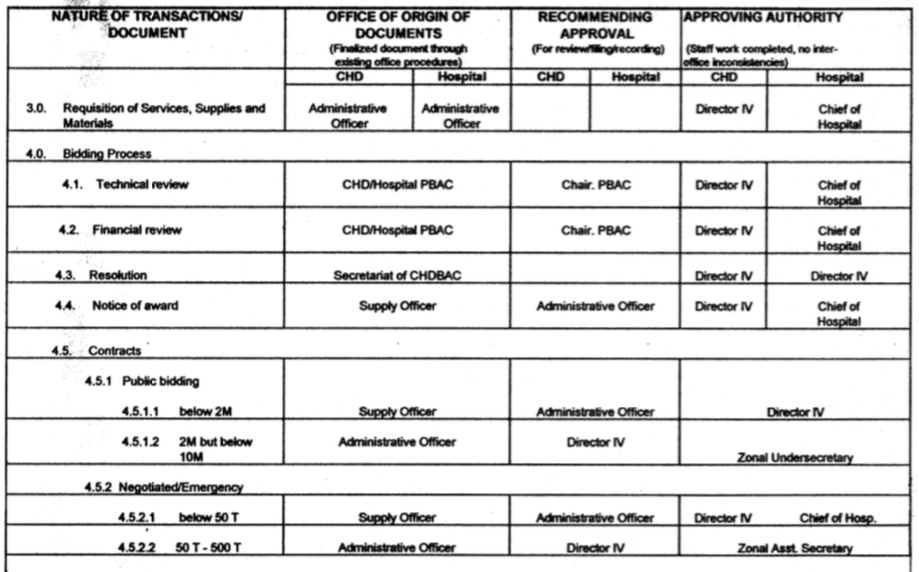 NATURE OF TRANSACTIONS/ DOCUMENT
OFFICE OF ORIGIN OF DOCUMENTS
(Finalized document through existing office procedures)
RECOMMENDING APPROVAL
(For review/filing/recording)
APPROVING AUTHORITY
(Staff work completed, no inter-office inconsistencies)
CHD Hospital CHD Hospital CHD Hospital
3.0. Requisition of Services, Supplies and Materials Administrative Officer Administrative Officer Director IV Chief of Hospital
4.0. Bidding Process
4.1. Technical review CHD/Hospital PBAC Chair. PBAC Director IV Chief of Hospital
4.2. Financial review CHD/Hospital PBAC Chair. PBAC Director IV Chief of Hospital
4.3. Resolution Secretariat of CHDBAC Director IV Director IV
4.4. Notice of award Supply Officer Administrative Officer Director IV Chief of Hospital
4.5. Contracts
4.5.1 Public bidding
4.5.1.1 below 2M Supply Officer Administrative Officer Director IV
4.5.1.2 2M but below 10M Administrative Officer Director IV Zonal Undersecretary
4.5.2 Negotiated/Emergency
4.5.2.1 below 50 T Supply Officer Administrative Officer Director IV Chief of Hosp.
4.5.2.2 50 T - 500 T Administrative Officer Director IV Zonal Asst. Secretary